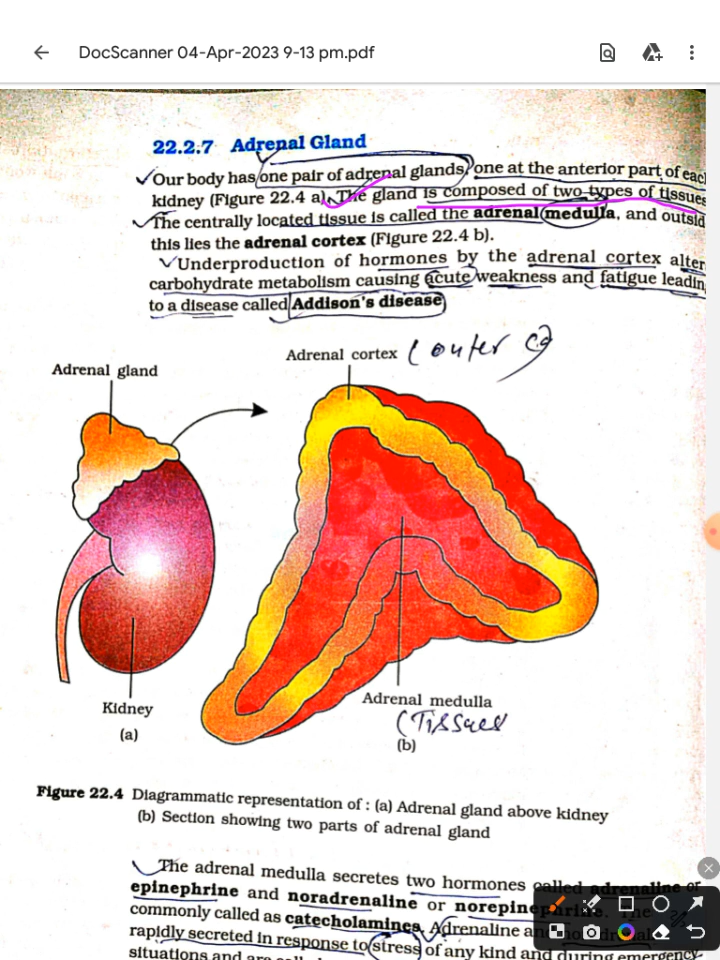 DocScanner 04-Apr-2023 9-13 pm.pdf
22.2.7 Adrenal Gland
Our body has one pair of adrenal glands, one at the anterior part of eac
kidney (Figure 22.4 a). The gland is composed of two types of tissues
The centrally located tissue is called the adrenal medulla, and outsid
this lies the adrenal cortex (Figure 22.4 b).
Underproduction of hormones by the adrenal cortex alter
carbohydrate metabolism causing acute weakness and fatigue leadin
to a disease called Addison's disease
Adrenal cortex (outer
Adrenal gland
Kidney
(a)
Adrenal medulla
(Tissues
(b)
Figure 22.4 Diagrammatic representation of : (a) Adrenal gland above kidney
(b) Section showing two parts of adrenal gland
The adrenal medulla secretes two hormones called adrenaline or
epinephrine and noradrenaline or norepinephrine. The
commonly called as catecholamines. Adrenaline an
rapidly secreted in response to stress of any kind and during emergency
situations and are